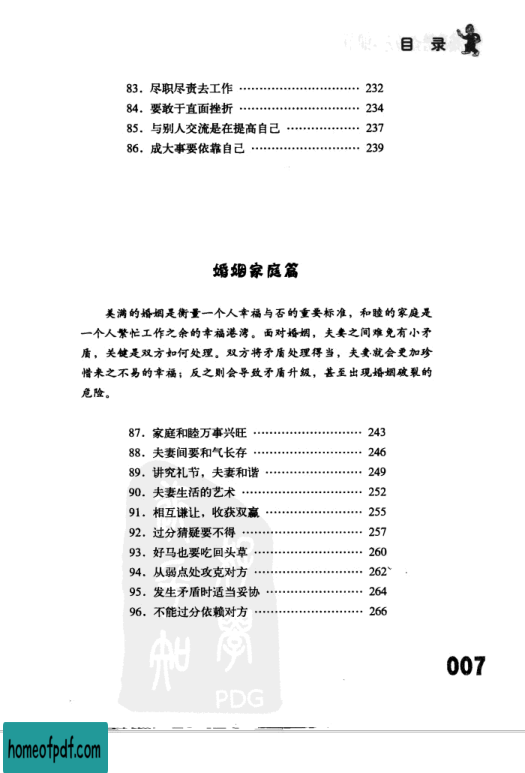 目 录
83．尽职尽责去工作 ………………………… 232
84．要敢于直面挫折 ………………………… 234
85．与别人交流是在提高自己 ……………… 237
86．成大事要依靠自己 ……………………… 239
婚姻家庭篇
美满的婚姻是衡量一个人幸福与否的重要标准，和睦的家庭是
一个人繁忙工作之余的幸福港湾。面对婚姻，夫妻之间难免有小矛
盾，关键是双方如何处理。双方将矛盾处理得当，夫妻就会更加珍
惜来之不易的幸福；反之则会导致矛盾升级，甚至出现婚姻破裂的
危险。
87．家庭和睦万事兴旺 ……………………… 243
88．夫妻间要和气长存 ……………………… 246
89．讲究礼节，夫妻和谐 …………………… 249
90．夫妻生活的艺术 ………………………… 252
91．相互谦让，收获双赢 …………………… 255
92．过分猜疑要不得 ………………………… 257
93．好马也要吃回头草 ……………………… 260
94．从弱点处攻克对方 ……………………… 262
95．发生矛盾时适当妥协 …………………… 264
96．不能过分依赖对方 ……………………… 266
007
PDG
homeofpdf.com